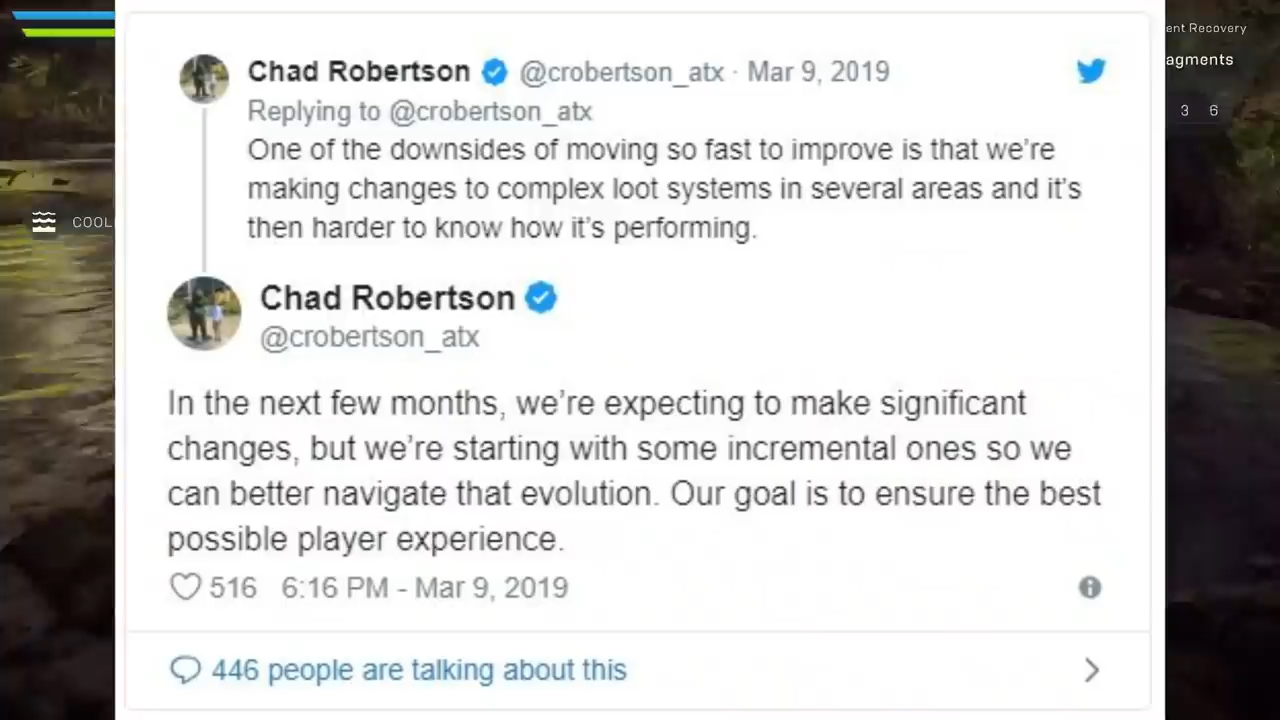 Chad Robertson @crobertson_atx · Mar 9, 2019
Replying to @crobertson_atx
One of the downsides of moving so fast to improve is that we're
making changes to complex loot systems in several areas and it's
then harder to know how it's performing.
Chad Robertson
@crobertson_atx
In the next few months, we're expecting to make significant
changes, but we're starting with some incremental ones so we
can better navigate that evolution. Our goal is to ensure the best
possible player experience.
516 6:16 PM - Mar 9, 2019
446 people are talking about this
COOL
ent Recovery
agments
3 6